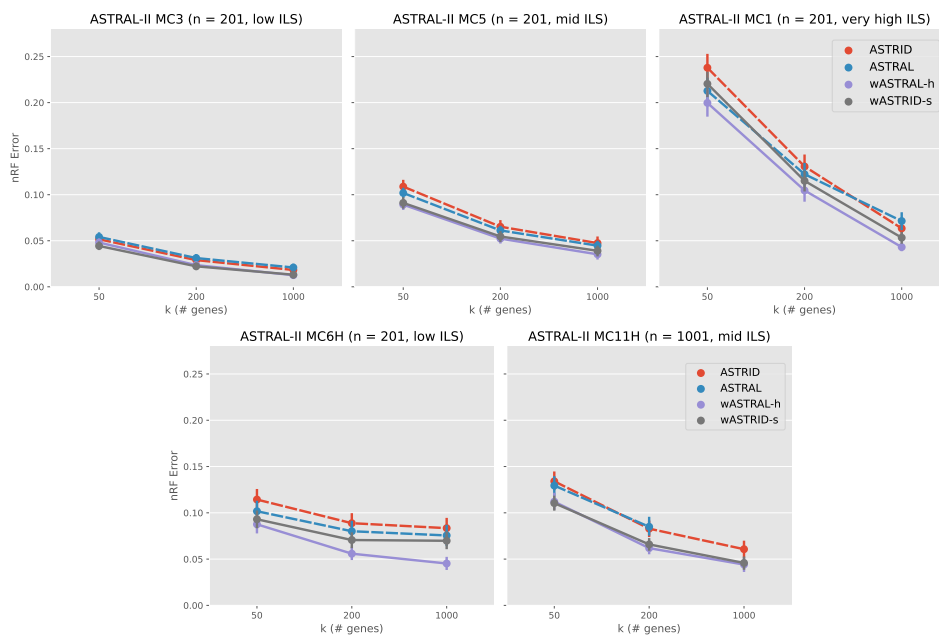 ASTRAL-II MC3 (n = 201, low ILS)
ASTRAL-II MC5 (n = 201, mid ILS)
ASTRAL-II MC1 (n = 201, very high ILS)
nRF Error
0.25
0.20
0.15
0.10
0.05
0.00
50
200
1000
k (# genes)
50
200
1000
k (# genes)
ASTRID
ASTRAL
wASTRAL-h
wASTRID-s
50
200
1000
k (# genes)
ASTRAL-II MC6H (n = 201, low ILS)
ASTRAL-II MC11H (n = 1001, mid ILS)
nRF Error
0.25
0.20
0.15
0.10
0.05
0.00
50
200
1000
k (# genes)
ASTRID
ASTRAL
wASTRAL-h
wASTRID-s
50
200
1000
k (# genes)